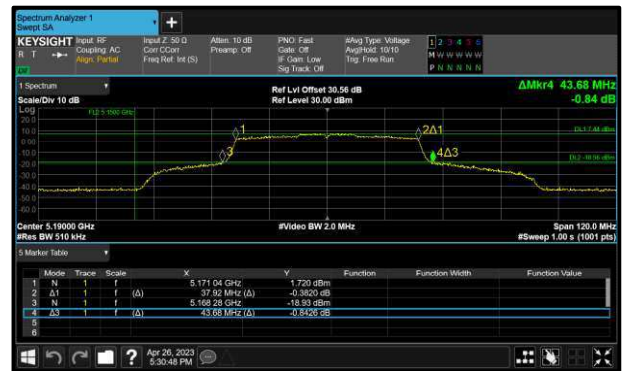 Spectrum Analyzer 1
Swept SA
+
KEYSIGHT Input: RF Input Z: 50 Ω Atten: 10 dB PNO: Fast #Avg Type: Voltage 1 2 3 4 5 6
R T Coupling: AC Corr CCorr Preamp: Off Gate: Off Avg|Hold: 10/10 M W W W W W
Align: Partial Freq Ref: Int (S) IF Gain: Low Trig: Free Run P N N N N N
Sig Track: Off
1 Spectrum Ref Lvl Offset 30.56 dB ΔMkr4 43.68 MHz
Scale/Div 10 dB Ref Level 30.00 dBm -0.84 dB
Log
20.0
10.0
0.00
-10.0
-20.0
-30.0
-40.0
-50.0
-60.0
1
2Δ1
3
4Δ3
Center 5.19000 GHz #Video BW 2.0 MHz Span 120.0 MHz
#Res BW 510 kHz #Sweep 1.00 s (1001 pts)
5 Marker Table
Mode Trace Scale X Y Function Function Width Function Value
1 N 1 f 5.171 04 GHz 1.720 dBm
2 Δ1 1 f (Δ) 37.92 MHz (Δ) -0.3820 dB
3 N 1 f 5.168 28 GHz -18.93 dBm
4 Δ3 1 f (Δ) 43.68 MHz (Δ) -0.8426 dB
5
6
? Apr 26, 2023
5:30:48 PM